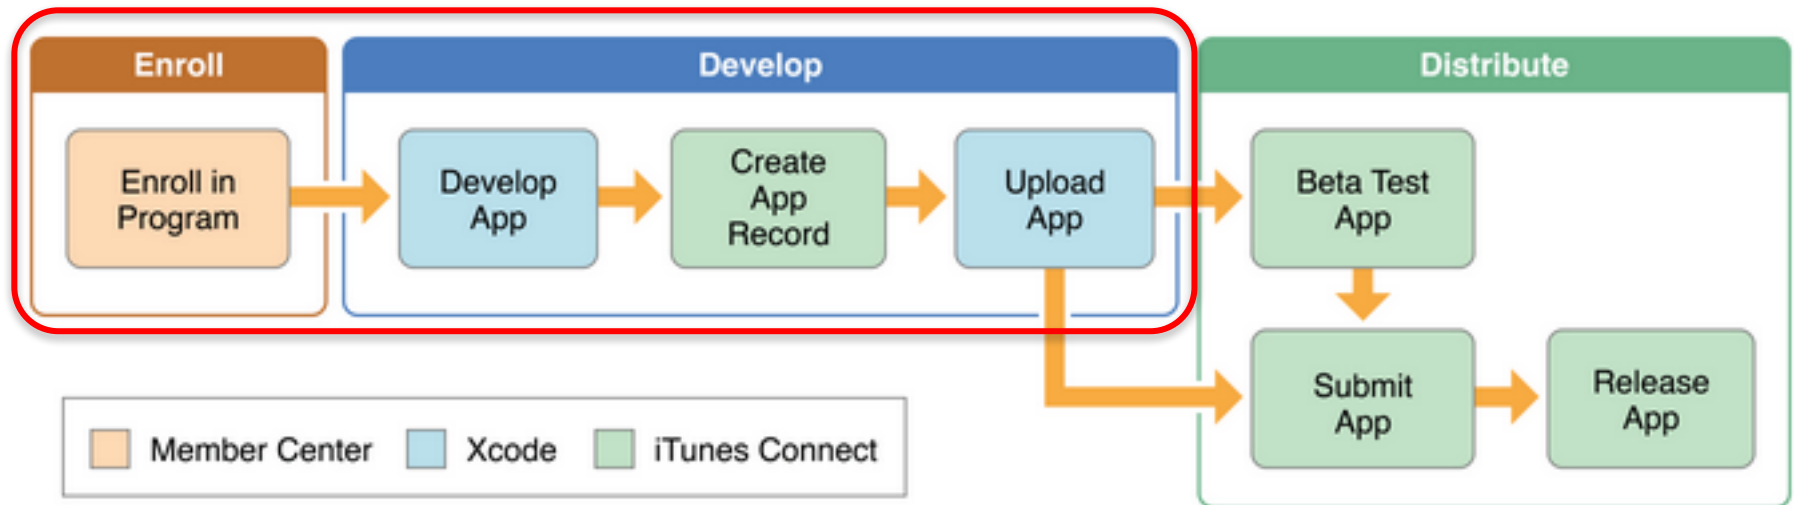 Enroll
Develop
Distribute
Enroll in
Program
Develop
App
Create
App
Record
Upload
App
Beta Test
App
Submit
App
Release
App
Member Center
Xcode
iTunes Connect